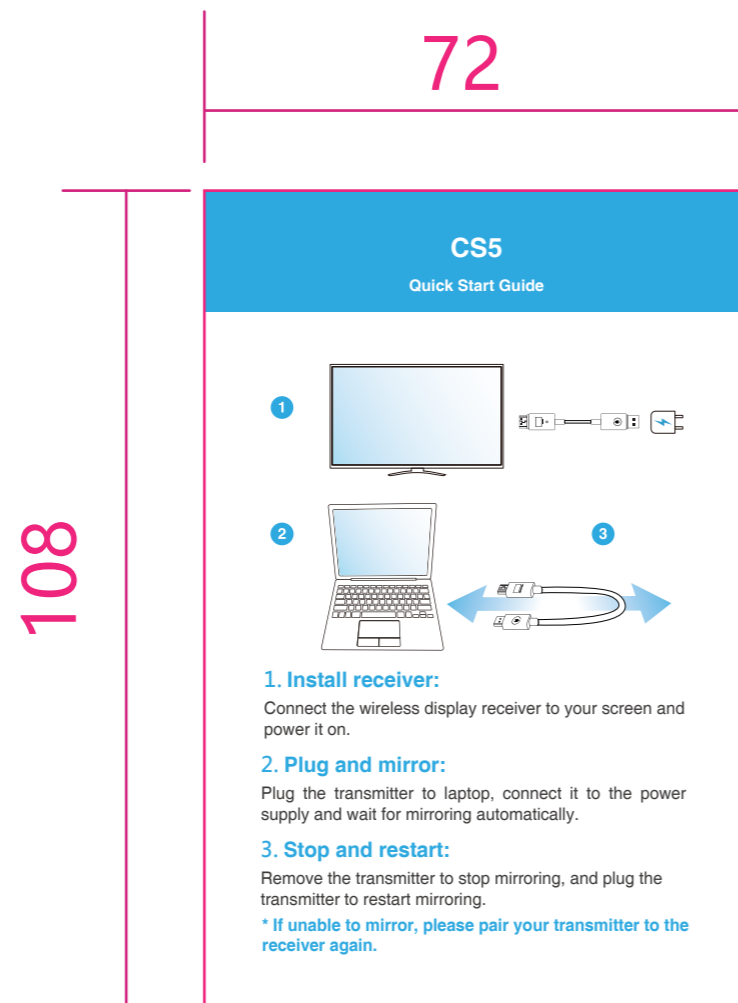 72
108
CS5
Quick Start Guide
1
2
3
1. Install receiver:
Connect the wireless display receiver to your screen and
power it on.
2. Plug and mirror:
Plug the transmitter to laptop, connect it to the power
supply and wait for mirroring automatically.
3. Stop and restart:
Remove the transmitter to stop mirroring, and plug the
transmitter to restart mirroring.
* If unable to mirror, please pair your transmitter to the
receiver again.